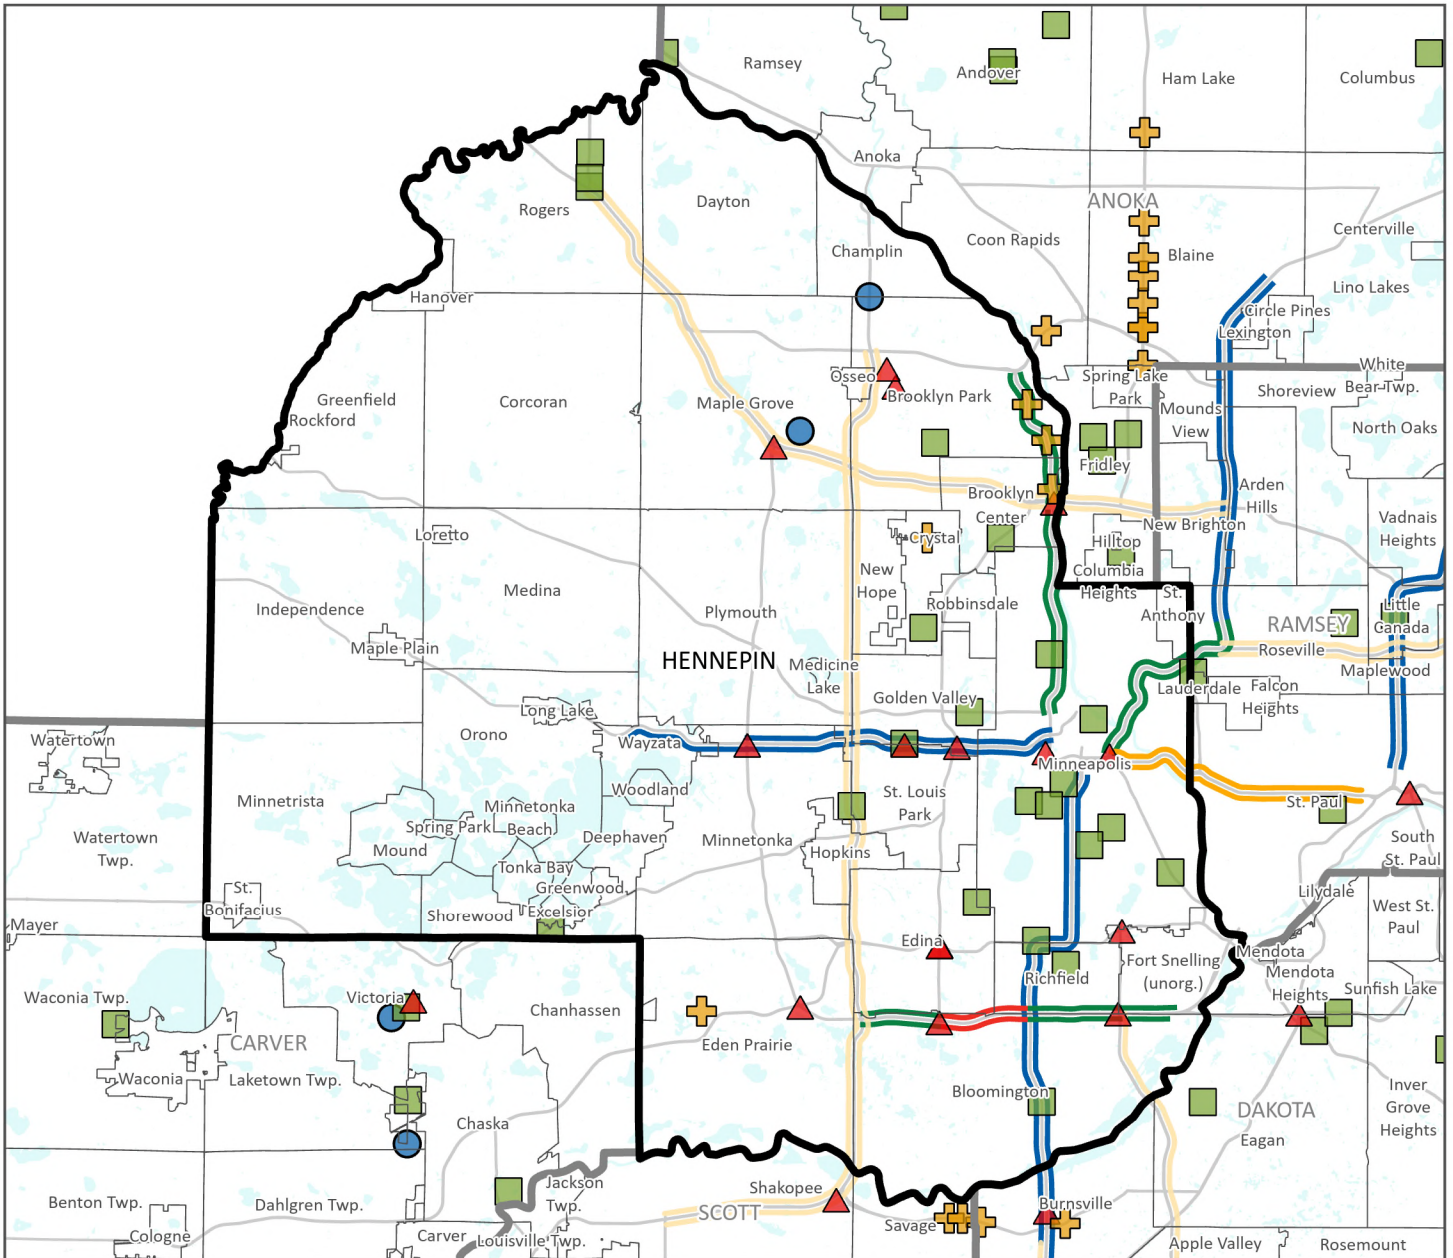 Ramsey
Andover
Ham Lake
Columbus
Anoka
Rogers
Dayton
ANOKA
Coon Rapids
Centerville
Champlin
Blaine
Lino Lakes
Hanover
Circle Pines
Lexington
White
Bear Twp.
Osseo
Spring Lake
Park
Shoreview
Greenfield
Rockford
Corcoran
Maple Grove
Brooklyn Park
Mounds
View
North Oaks
Fridley
Brooklyn
Center
Arden
Hills
New Brighton
Vadnais
Heights
Loretto
Crystal
Hilltop
New
Hope
Columbia
Heights
Medina
St.
Anthony
Independence
Plymouth
Robbinsdale
Little
Canada
RAMSEY
Maple Plain
HENNEPIN
Medicine
Lake
Roseville
Maplewood
Golden Valley
Lauderdale
Falcon
Heights
Long Lake
Watertown
Orono
Wayzata
Minneapolis
Minnetrista
Woodland
St. Louis
Park
St. Paul
Minnetonka
Beach
Spring Park
Watertown
Twp.
Mound
Deephaven
Minnetonka
Hopkins
South
St. Paul
Tonka Bay
Greenwood
St.
Bonifacius
Shorewood
Excelsior
Lilydale
West St.
Paul
Mayer
Edina
Mendota
Fort Snelling
(unorg.)
Richfield
Mendota
Heights
Sunfish Lake
Waconia Twp.
Victoria
Chanhassen
CARVER
Eden Prairie
Waconia
Laketown Twp.
Bloomington
Inver
Grove
Heights
DAKOTA
Eagan
Chaska
Jackson
Twp.
Shakopee
Benton Twp.
Dahlgren Twp.
SCOTT
Savage
Burnsville
Cologne
Carver
Louisville Twp.
Apple Valley
Rosemount